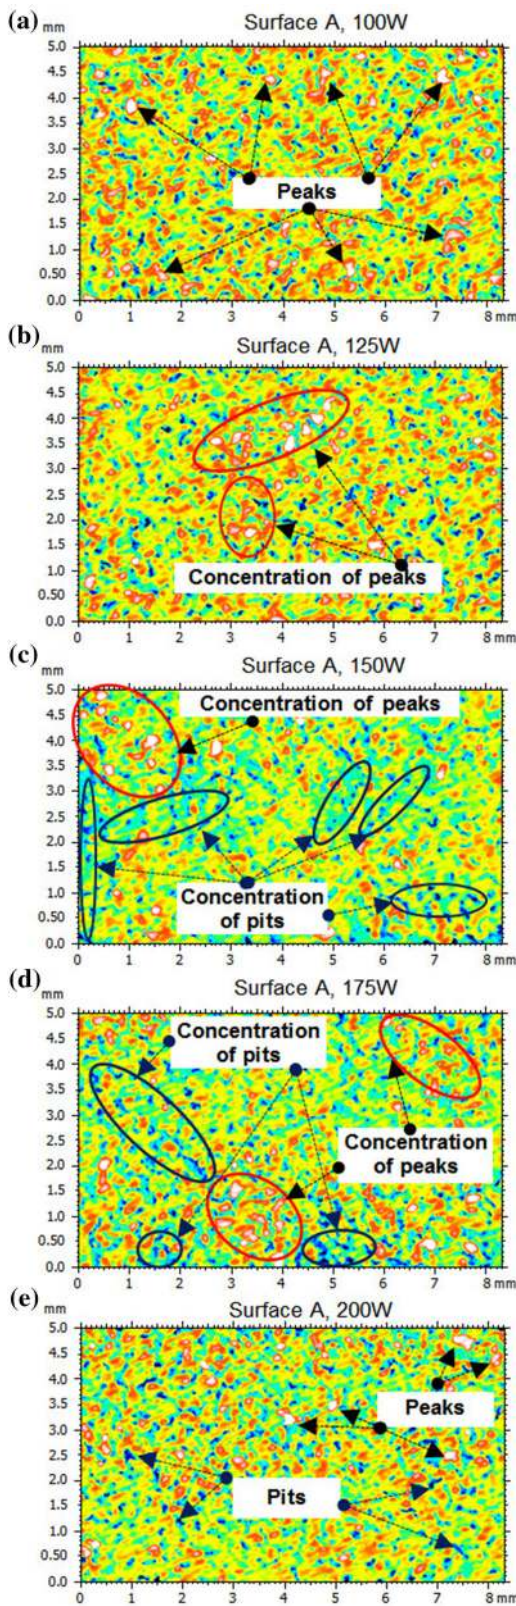 (a)
mm
Surface A, 100W
5.0
4.5
4.0
3.5
3.0
2.5
2.0
1.5
1.0
0.50
0.0
Peaks
0 1 2 3 4 5 6 7 8 mm
(b)
mm
Surface A, 125W
5.0
4.5
4.0
3.5
3.0
2.5
2.0
1.5
1.0
0.50
0.0
Concentration of peaks
0 1 2 3 4 5 6 7 8 mm
(c)
mm
Surface A, 150W
5.0
4.5
4.0
3.5
3.0
2.5
2.0
1.5
1.0
0.50
0.0
Concentration of peaks
Concentration
of pits
0 1 2 3 4 5 6 7 8 mm
(d)
mm
Surface A, 175W
5.0
4.5
4.0
3.5
3.0
2.5
2.0
1.5
1.0
0.50
0.0
Concentration
of pits
Concentration
of peaks
0 1 2 3 4 5 6 7 8 mm
(e)
mm
Surface A, 200W
5.0
4.5
4.0
3.5
3.0
2.5
2.0
1.5
1.0
0.50
0.0
Peaks
Pits
0 1 2 3 4 5 6 7 8 mm